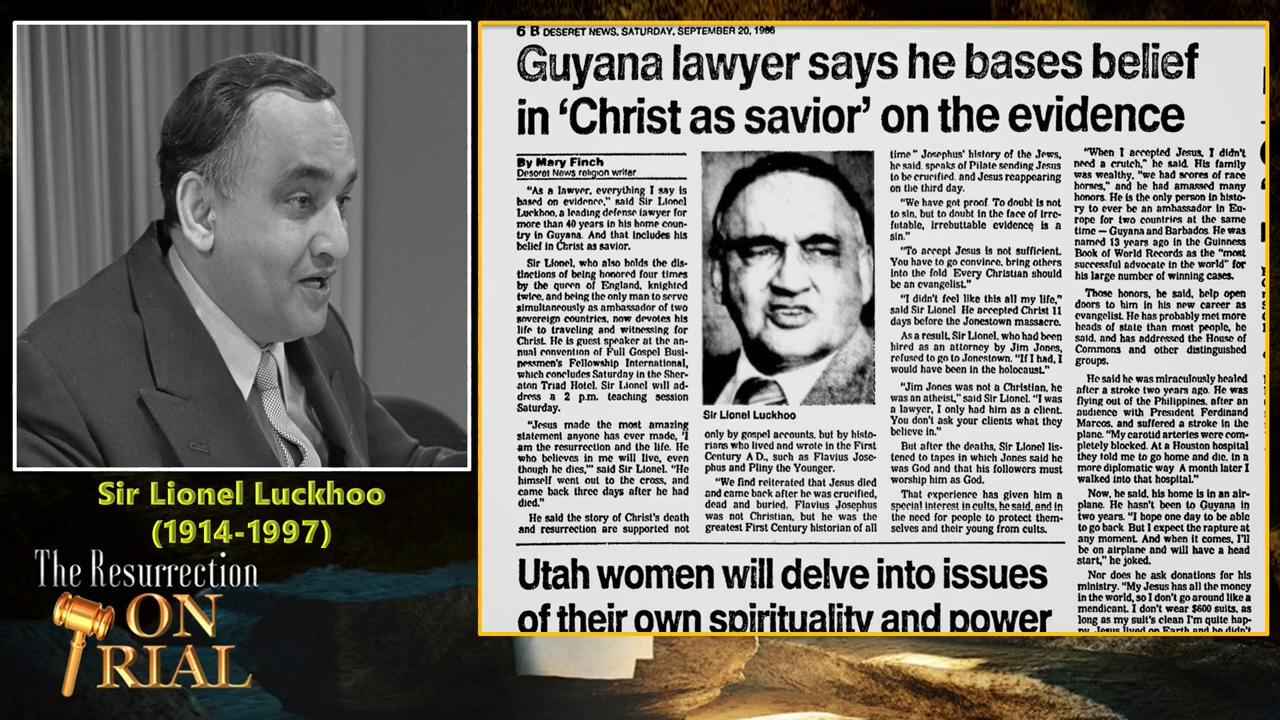 Sir Lionel Luckhoo
(1914-1997)
The Resurrection
ON
TRIAL
6 B DESERET NEWS, SATURDAY, SEPTEMBER 20, 1986
Guyana lawyer says he bases belief
in ‘Christ as savior’ on the evidence
By Mary Finch
Deseret News religion writer
“As a lawyer, everything I say is
based on evidence,” said Sir Lionel
Luckhoo, a leading defense lawyer for
more than 40 years in his home coun-
try in Guyana. And that includes his
belief in Christ as savior.
Sir Lionel, who also holds the dis-
tinctions of being honored four times
by the queen of England, knighted
twice, and being the only man to serve
simultaneously as ambassador of two
sovereign countries, now devotes his
life to traveling and witnessing for
Christ. He is guest speaker at the an-
nual convention of Full Gospel Busi-
nessmen's Fellowship International,
which concludes Saturday in the Sher-
aton Triad Hotel. Sir Lionel will ad-
dress a 2 p.m. teaching session
Saturday.
“Jesus made the most amazing
statement anyone has ever made, ‘I
am the resurrection and the life. He
who believes in me will live, even
though he dies,’” said Sir Lionel. “He
himself went out to the cross, and
came back three days after he had
died.”
He said the story of Christ's death
and resurrection are supported not
Sir Lionel Luckhoo
only by gospel accounts, but by histo-
rians who lived and wrote in the First
Century A D., such as Flavius Jose-
phus and Pliny the Younger.
“We find reiterated that Jesus died
and came back after he was crucified,
dead and buried. Flavius Josephus
was not Christian, but he was the
greatest First Century historian of all
time ” Josephus' history of the Jews,
he said, speaks of Pilate sending Jesus
to be crucified, and Jesus reappearing
on the third day.
“We have got proof To doubt is not
to sin, but to doubt in the face of irre-
futable, irrebuttable evidence is a
sin.”
“To accept Jesus is not sufficient.
You have to go convince, bring others
into the fold Every Christian should
be an evangelist.”
“I didn't feel like this all my life,”
said Sir Lionel He accepted Christ 11
days before the Jonestown massacre.
As a result, Sir Lionel, who had been
hired as an attorney by Jim Jones,
refused to go to Jonestown. “If I had, I
would have been in the holocaust.”
“Jim Jones was not a Christian, he
was an atheist,” said Sir Lionel. “I was
a lawyer, I only had him as a client.
You don't ask your clients what they
believe in.”
But after the deaths, Sir Lionel lis-
tened to tapes in which Jones said he
was God and that his followers must
worship him as God.
That experience has given him a
special interest in cults, he said, and in
the need for people to protect them-
selves and their young from cults.
“When I accepted Jesus, I didn't
need a crutch,” he said. His family
was wealthy, “we had scores of race
horses,” and he had amassed many
honors. He is the only person in histo-
ry to ever be an ambassador in Eu-
rope for two countries at the same
time — Guyana and Barbados. He was
named 13 years ago in the Guinness
Book of World Records as the “most
successful advocate in the world” for
his large number of winning cases.
Those honors, he said, help open
doors to him in his new career as
evangelist. He has probably met more
heads of state than most people, he
said, and has addressed the House of
Commons and other distinguished
groups.
He said he was miraculously healed
after a stroke two years ago. He was
flying out of the Philippines, after an
audience with President Ferdinand
Marcos, and suffered a stroke in the
plane. “My carotid arteries were com-
pletely blocked. At a Houston hospital
they told me to go home and die, in a
more diplomatic way A month later I
walked into that hospital.”
Now, he said, his home is in an air-
plane. He hasn't been to Guyana in
two years. “I hope one day to be able
to go back. But I expect the rapture at
any moment. And when it comes, I'll
be on airplane and will have a head
start,” he joked.
Nor does he ask donations for his
ministry. “My Jesus has all the money
in the world, so I don't go around like a
mendicant. I don't wear $600 suits, as
long as my suit's clean I'm quite hap-
py. Jesus lived on Earth and he didn't
Utah women will delve into issues
of their own spirituality and power